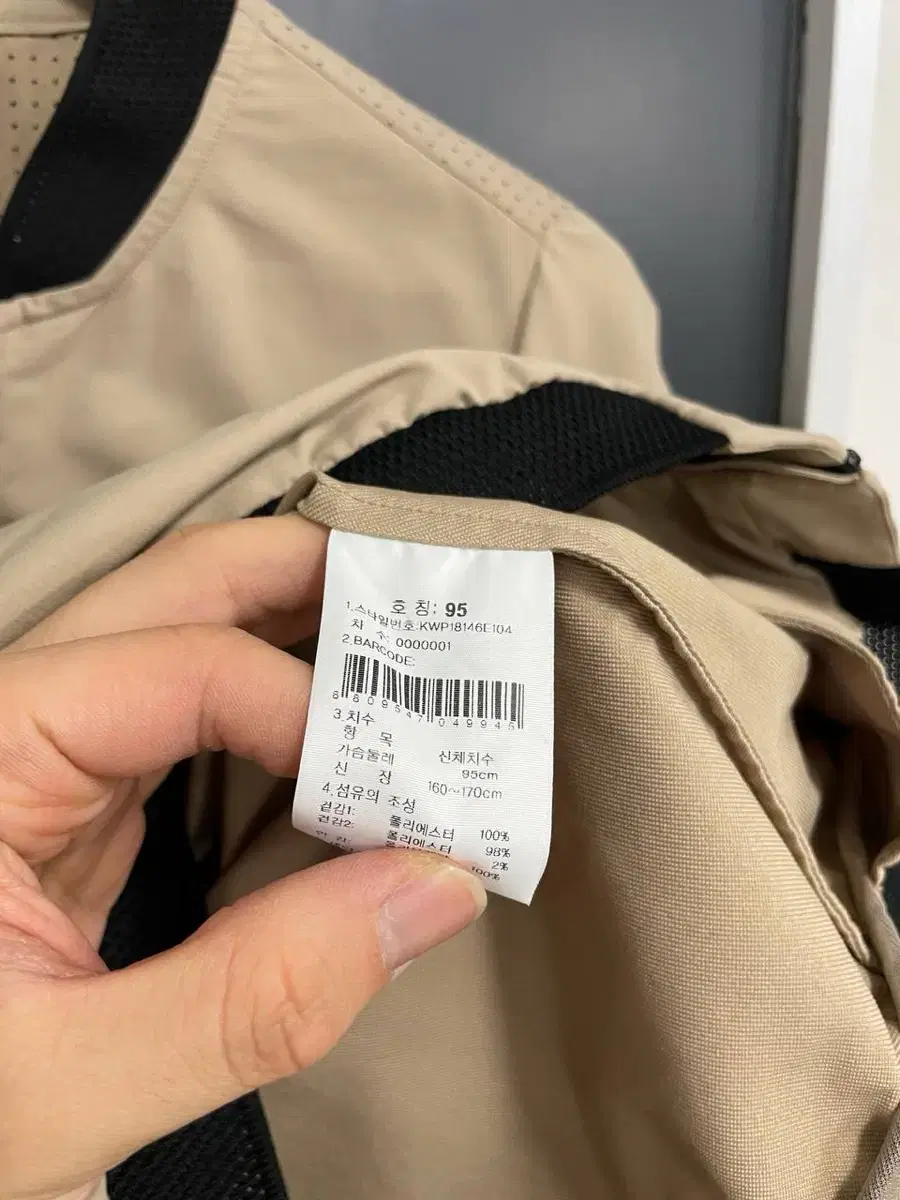 호 칭: 95
1.스타일번호:KWP18146E104
차 수: 0000001
2.BARCODE:
8809547049945
3.치수
항 목 신체치수
가슴둘레 95cm
신 장 160~170cm
4.섬유의 조성
겉감1: 폴리에스터 100%
겉감2: 폴리에스터 98%
2%
100%